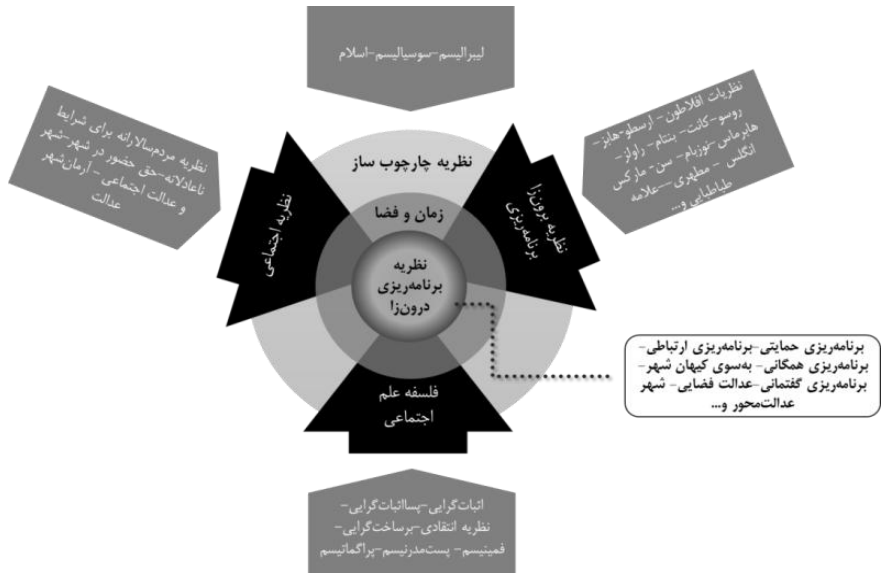 لیبرالیسم-سوسیالیسم-اسلام
نظریات افلاطون - ارسطو-هابز-
روسو-کانت- بنتام - راولز-
هابرماس-نوزیام- سن- مارکس
انگلس - مطهری --علامه
طباطبایی و...
نظریه مردم‌سالارانه برای شرایط
ناعادلانه-حق حضور در شهر-شهر
و عدالت اجتماعی - آرمان‌شهر
عدالت
نظریه چارچوب ساز
زمان و فضا
نظریه
برنامه‌ریزی
درون‌زا
نظریه برون‌زا
برنامه‌ریزی
نظریه اجتماعی
فلسفه علم
اجتماعی
برنامه‌ریزی حمایتی-برنامه‌ریزی ارتباطی-
برنامه‌ریزی همگانی- به‌سوی کیهان شهر-
برنامه‌ریزی گفتمانی-عدالت فضایی- شهر
عدالت‌محور و...
اثبات‌گرایی-پسااثبات‌گرایی-
نظریه انتقادی-برساخت‌گرایی-
فمینیسم- پست‌مدرنیسم-پراگماتیسم